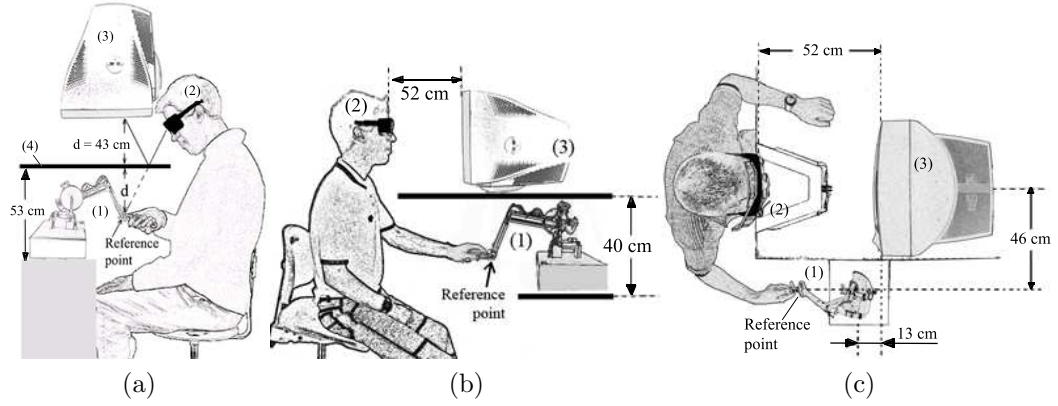 (3)
(2)
d = 43 cm
(4)
d
53 cm
(1)
Reference
point
(a)
52 cm
(2)
(3)
(1)
40 cm
Reference
point
(b)
52 cm
(3)
(2)
46 cm
(1)
Reference
point
13 cm
(c)